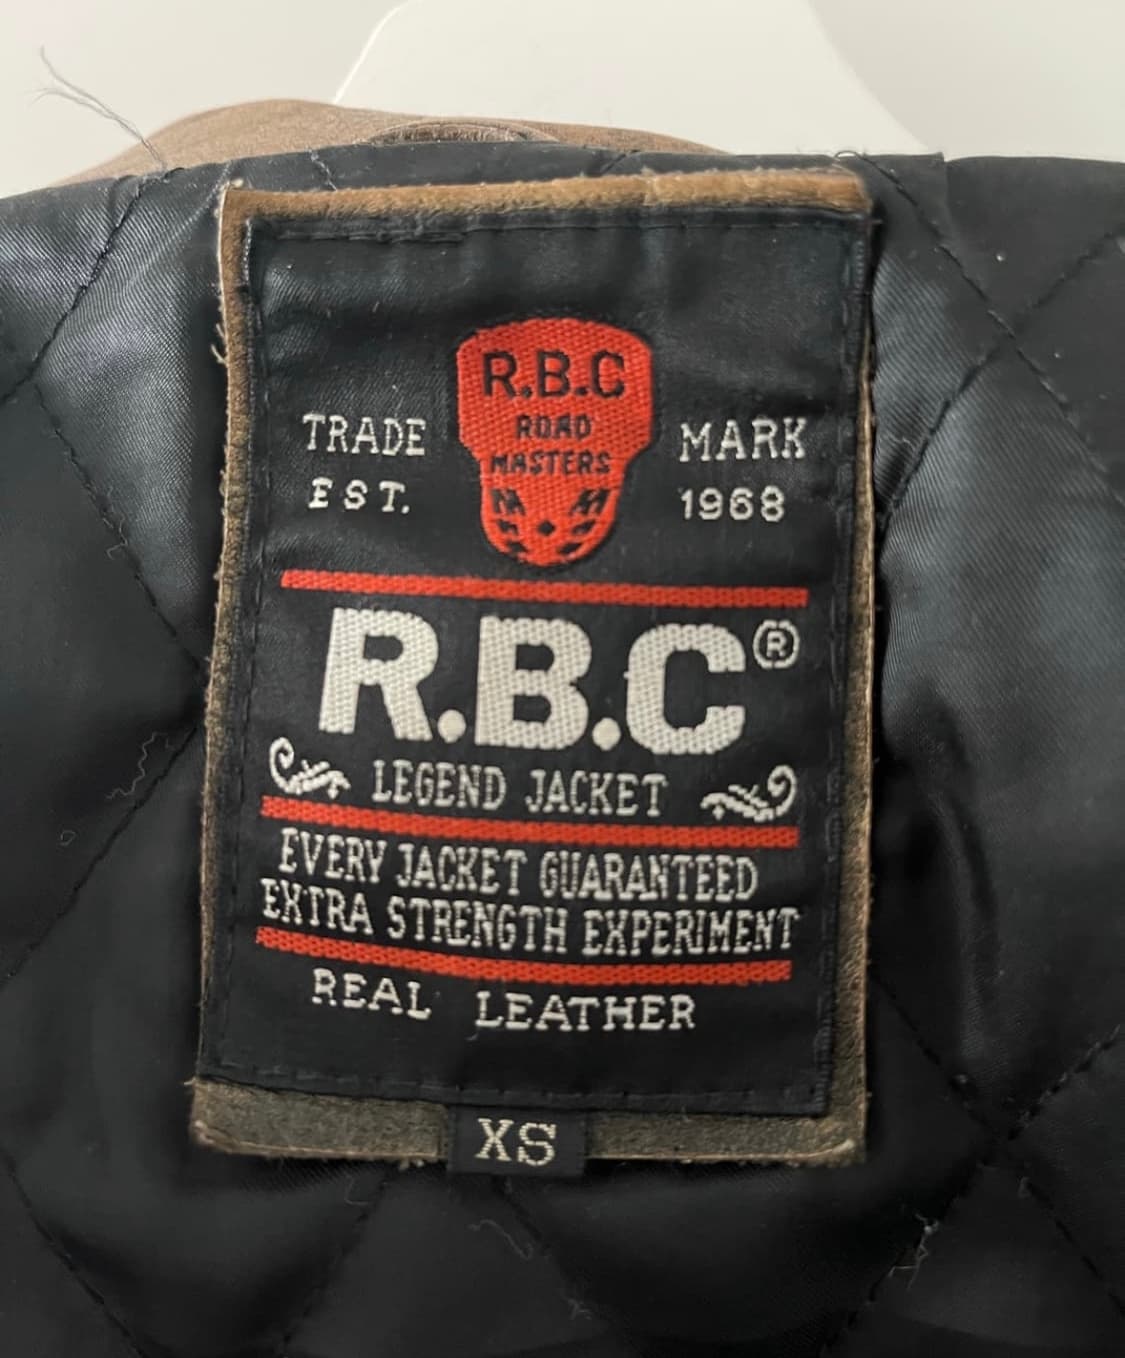 R.B.C
ROAD
MASTERS
TRADE MARK
EST. 1968
R.B.C®
LEGEND JACKET
EVERY JACKET GUARANTEED
EXTRA STRENGTH EXPERIMENT
REAL LEATHER
XS